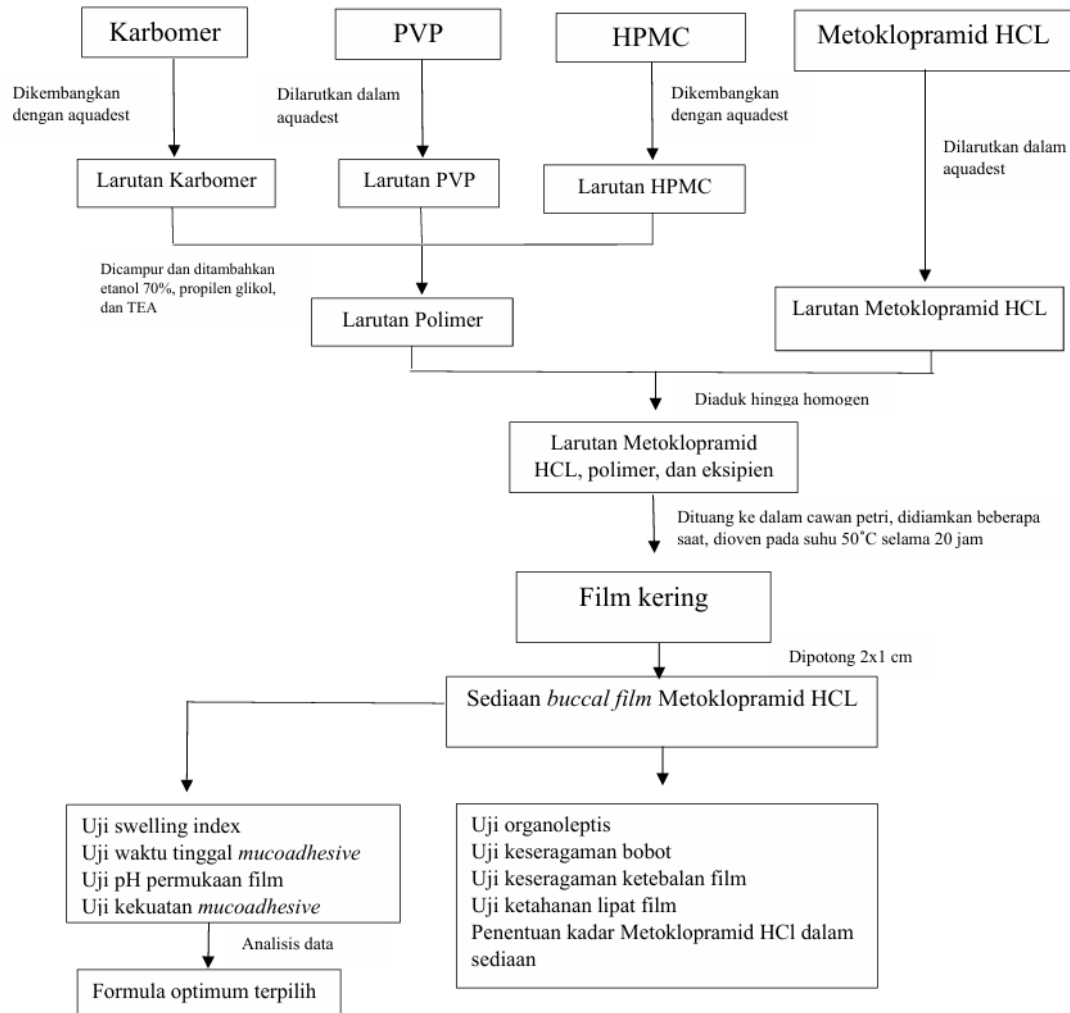 Karbomer
PVP
HPMC
Metoklopramid HCL
Dikembangkan
dengan aquadest
Dilarutkan dalam
aquadest
Dikembangkan
dengan aquadest
Dilarutkan dalam
aquadest
Larutan Karbomer
Larutan PVP
Larutan HPMC
Dicampur dan ditambahkan
etanol 70%, propilen glikol,
dan TEA
Larutan Polimer
Larutan Metoklopramid HCL
Diaduk hingga homogen
Larutan Metoklopramid
HCL, polimer, dan eksipien
Dituang ke dalam cawan petri, didiamkan beberapa
saat, dioven pada suhu 50˚C selama 20 jam
Film kering
Dipotong 2x1 cm
Sediaan buccal film Metoklopramid HCL
Uji swelling index
Uji waktu tinggal mucoadhesive
Uji pH permukaan film
Uji kekuatan mucoadhesive
Uji organoleptis
Uji keseragaman bobot
Uji keseragaman ketebalan film
Uji ketahanan lipat film
Penentuan kadar Metoklopramid HCl dalam
sediaan
Analisis data
Formula optimum terpilih